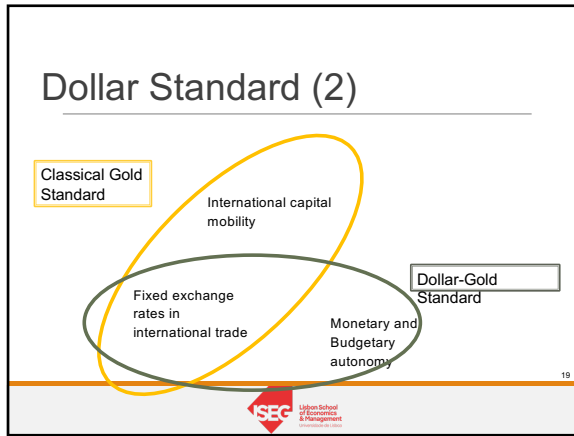 Dollar Standard (2)
Classical Gold
Standard
International capital
mobility
Fixed exchange
rates in
international trade
Dollar-Gold
Standard
Monetary and
Budgetary
autonomy
19
ISEG
Lisbon School
of Economics
& Management
Universidade de Lisboa